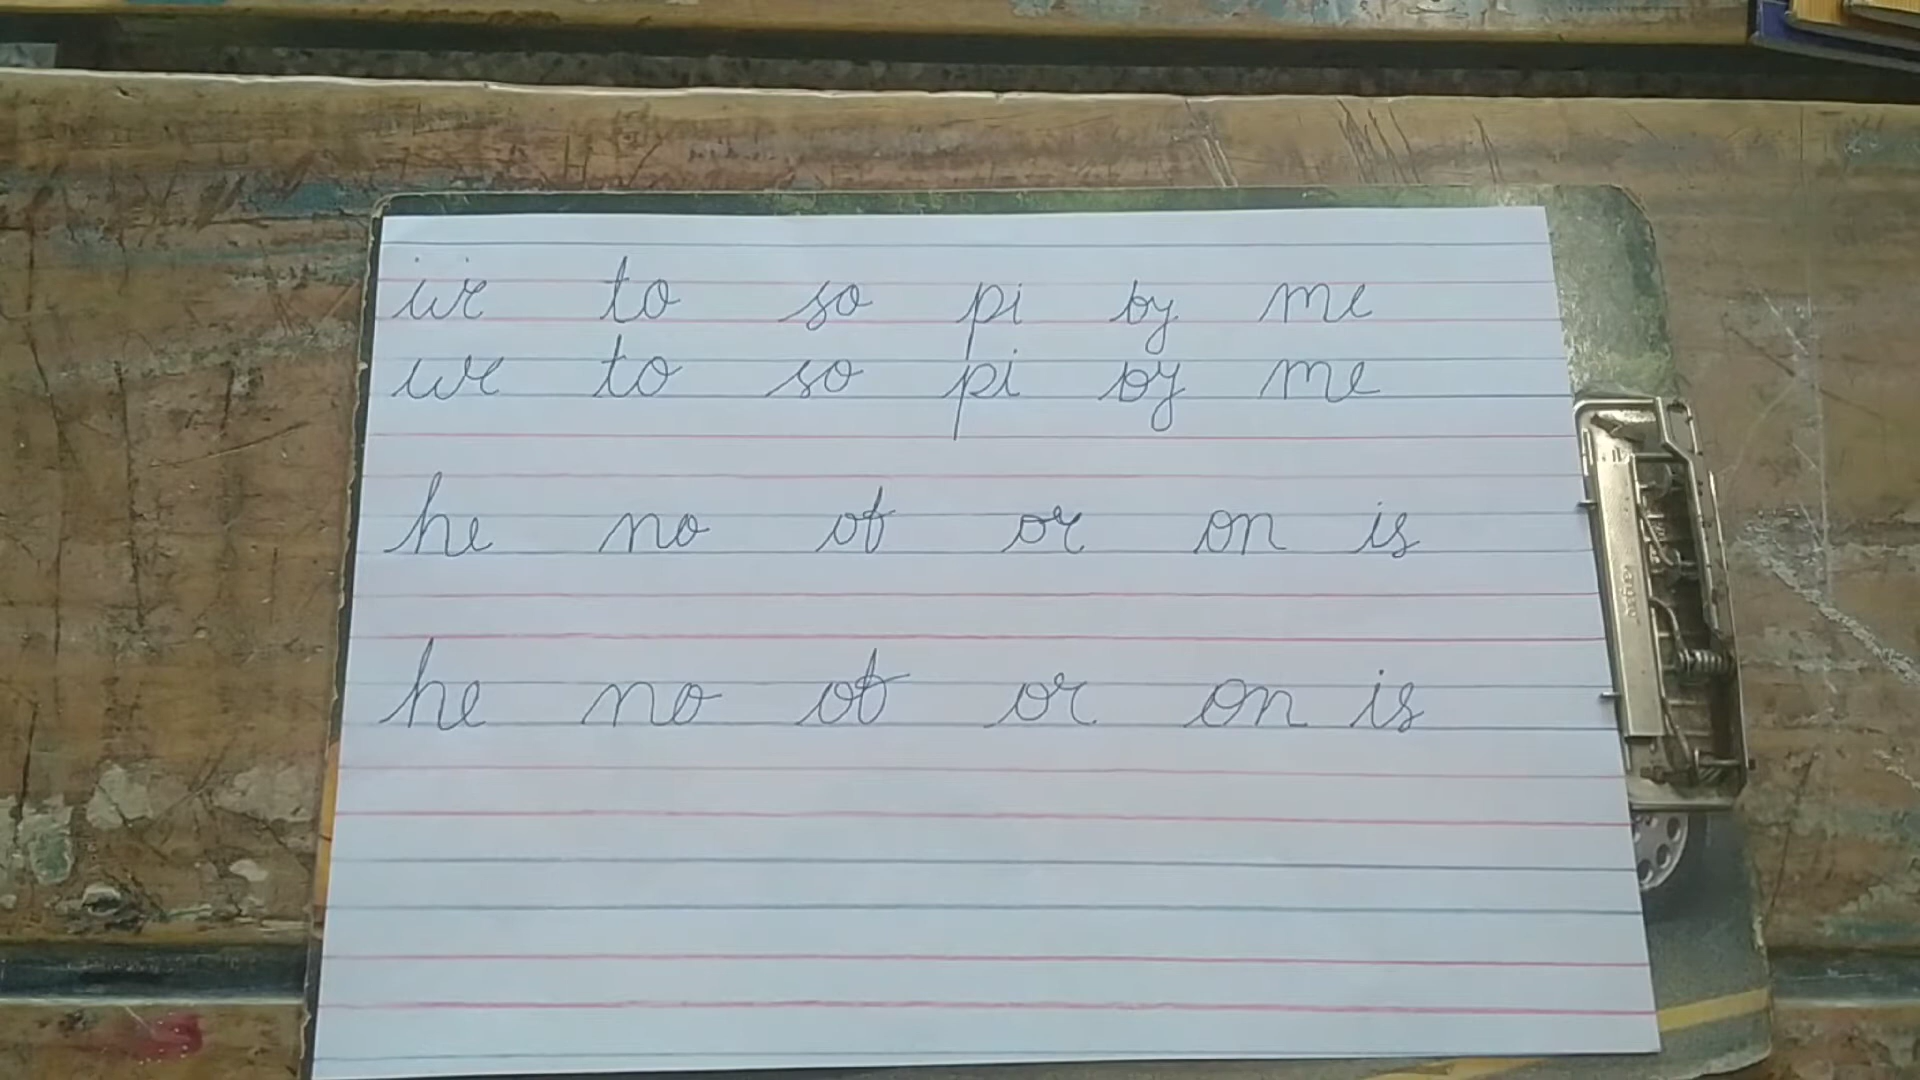 we to so pi by me
we to so pi by me
he no of or on is
he no of or on is